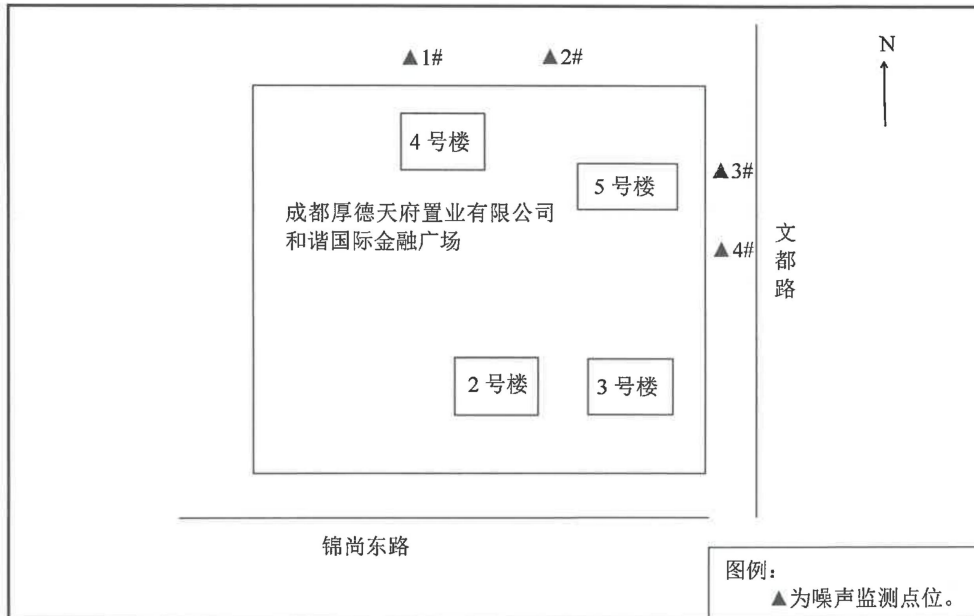 ▲1#
▲2#
N
4 号楼
▲3#
5 号楼
成都厚德天府置业有限公司
和谐国际金融广场
▲4#
文都路
2 号楼
3 号楼
锦尚东路
图例：
▲为噪声监测点位。